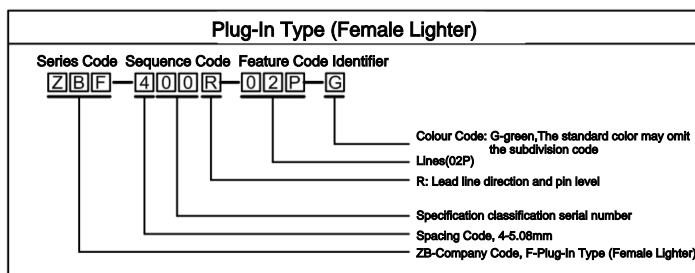 Plug-In Type (Female Lighter)
Series Code Sequence Code Feature Code Identifier
ZBF-400R-02P-G
Colour Code: G-green,The standard color may omit
the subdivision code
Lines(02P)
R: Lead line direction and pin level
Specification classification serial number
Spacing Code, 4-5.08mm
ZB-Company Code, F-Plug-In Type (Female Lighter)